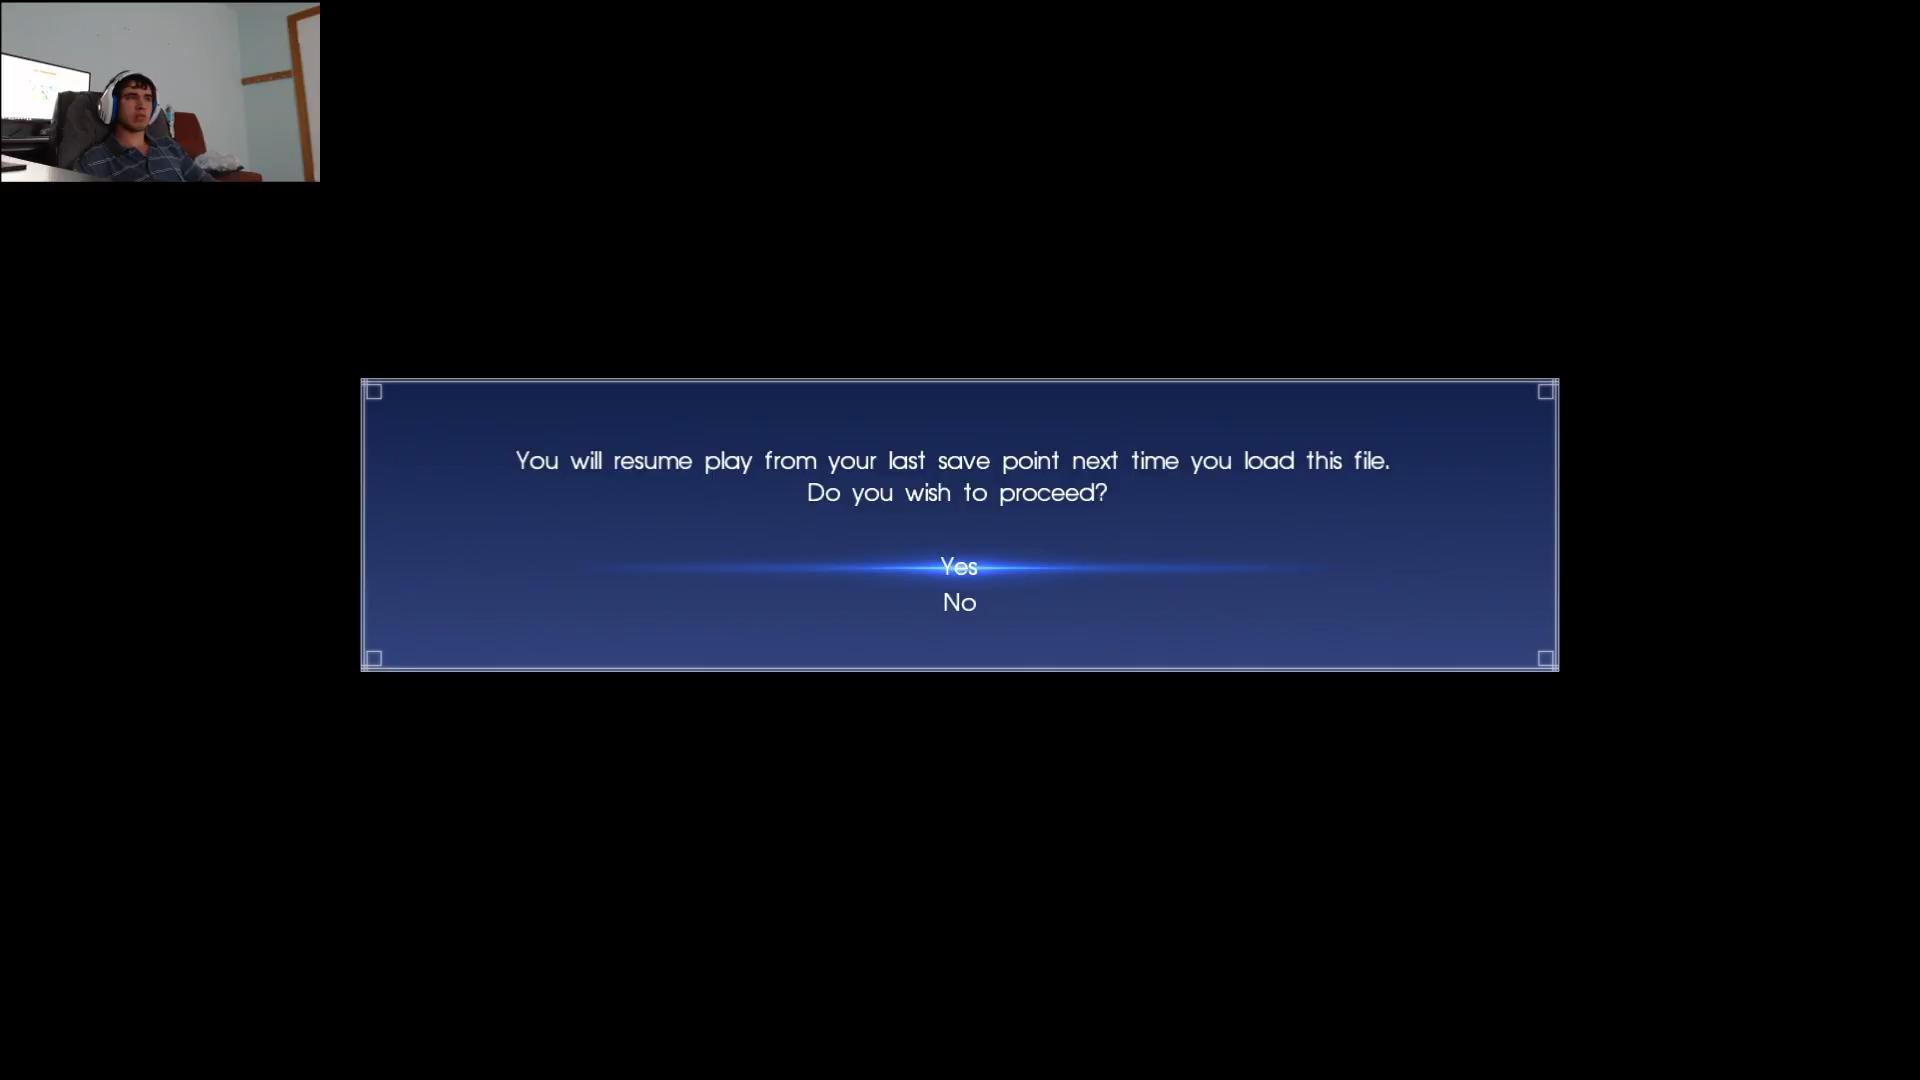 You will resume play from your last save point next time you load this file.
Do you wish to proceed?
Yes
No